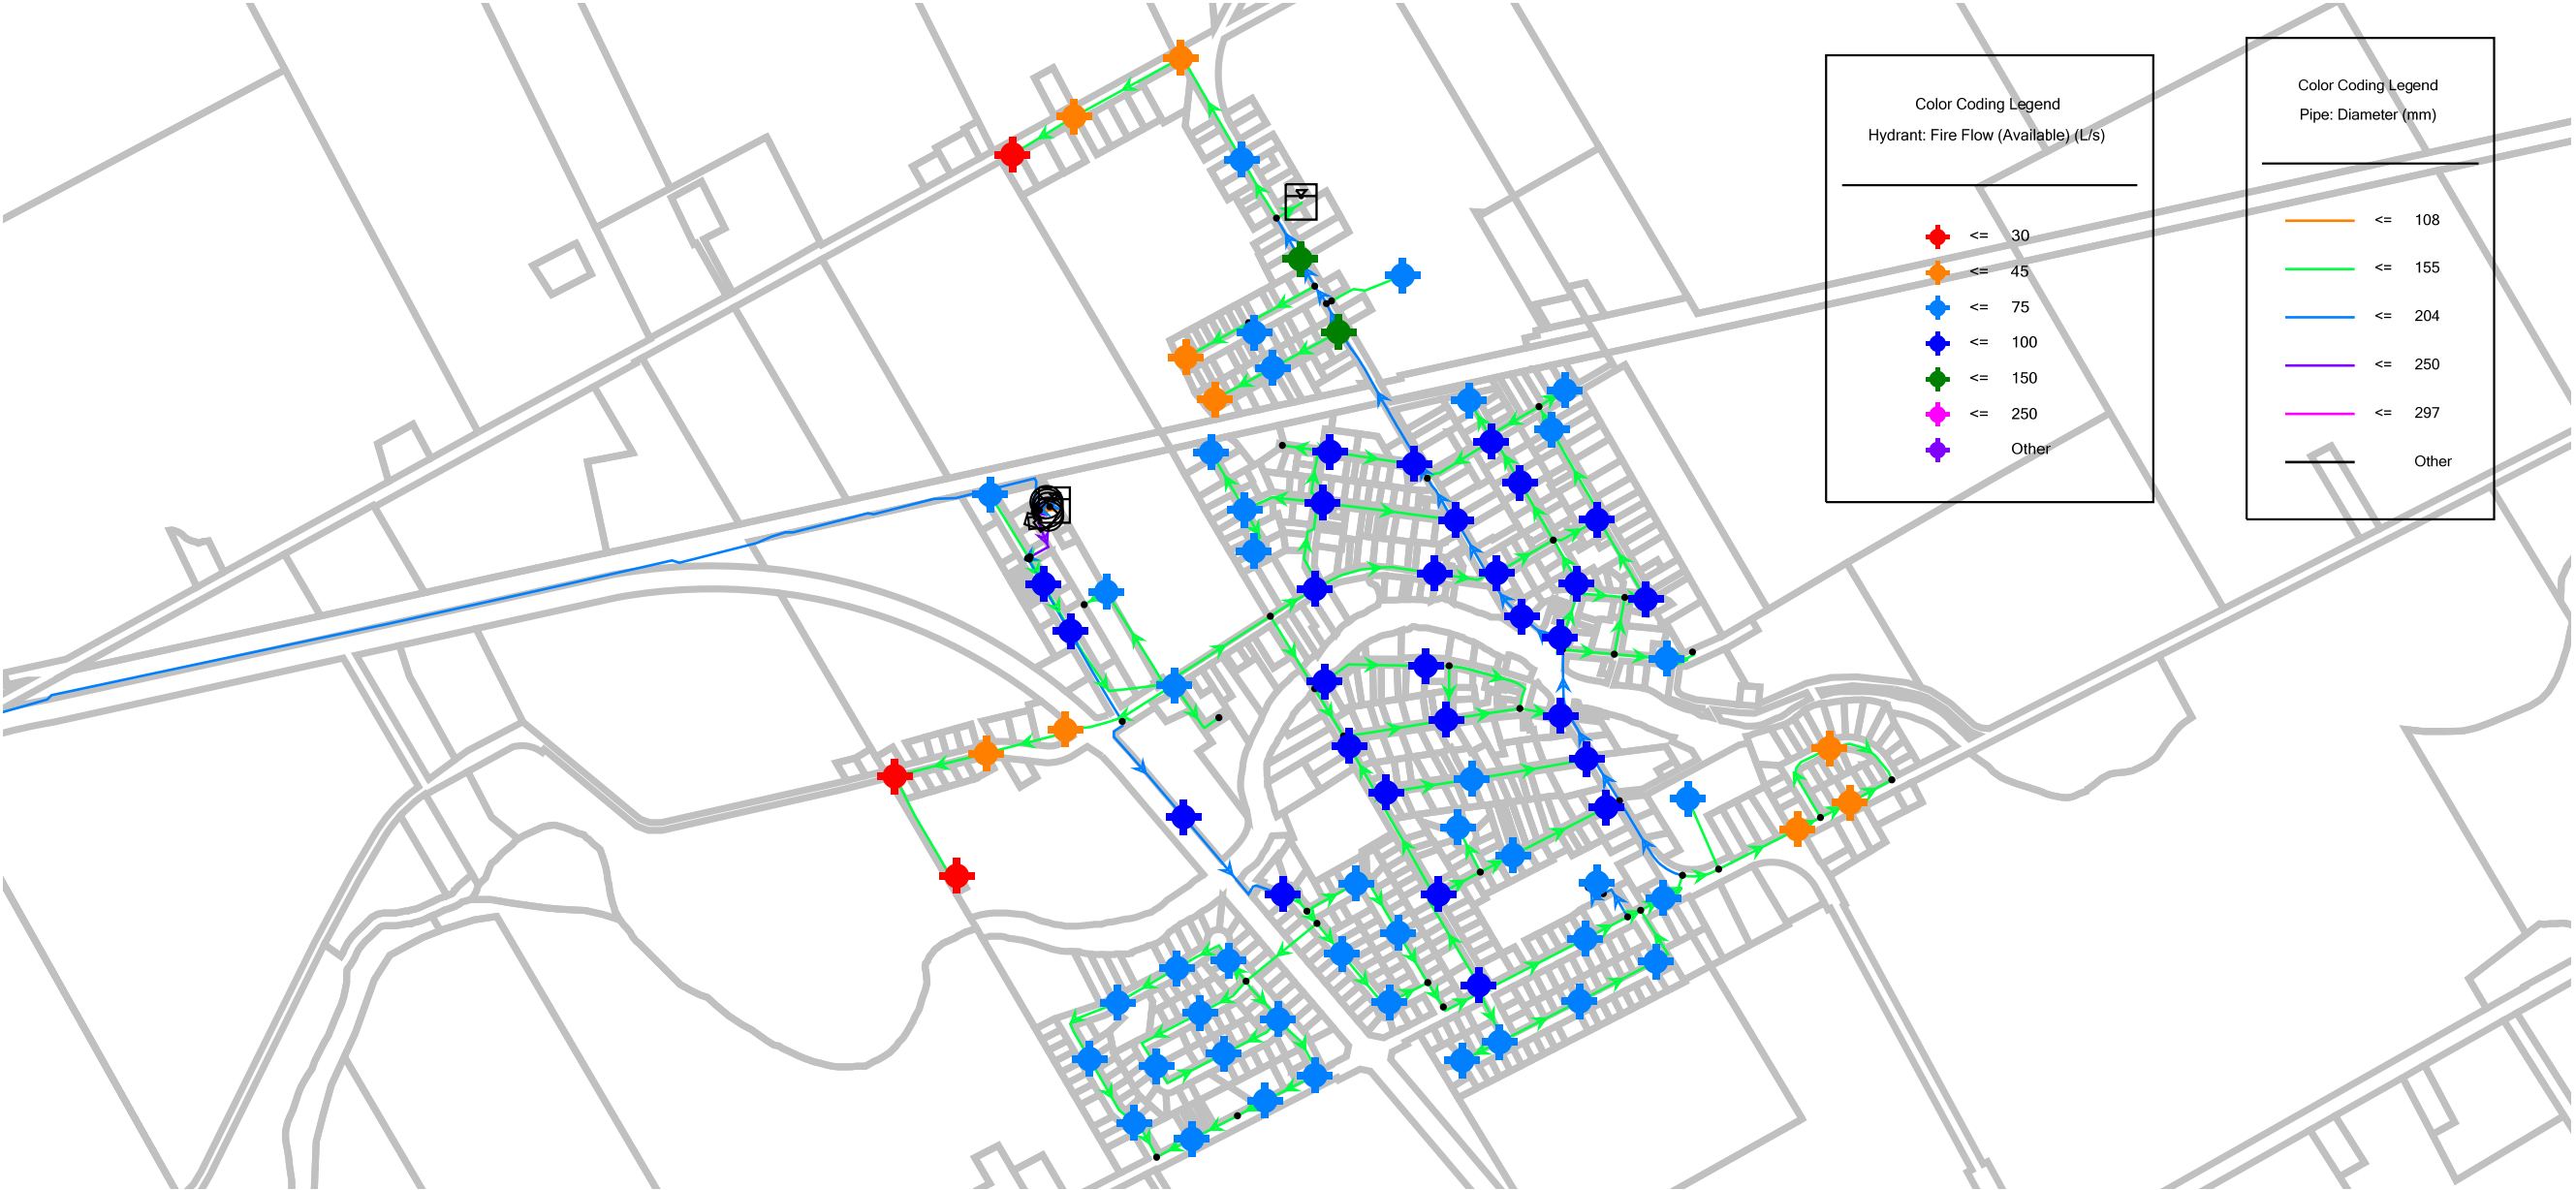 Color Coding Legend
Hydrant: Fire Flow (Available) (L/s)
<= 30
<= 45
<= 75
<= 100
<= 150
<= 250
Other
Color Coding Legend
Pipe: Diameter (mm)
<= 108
<= 155
<= 204
<= 250
<= 297
Other